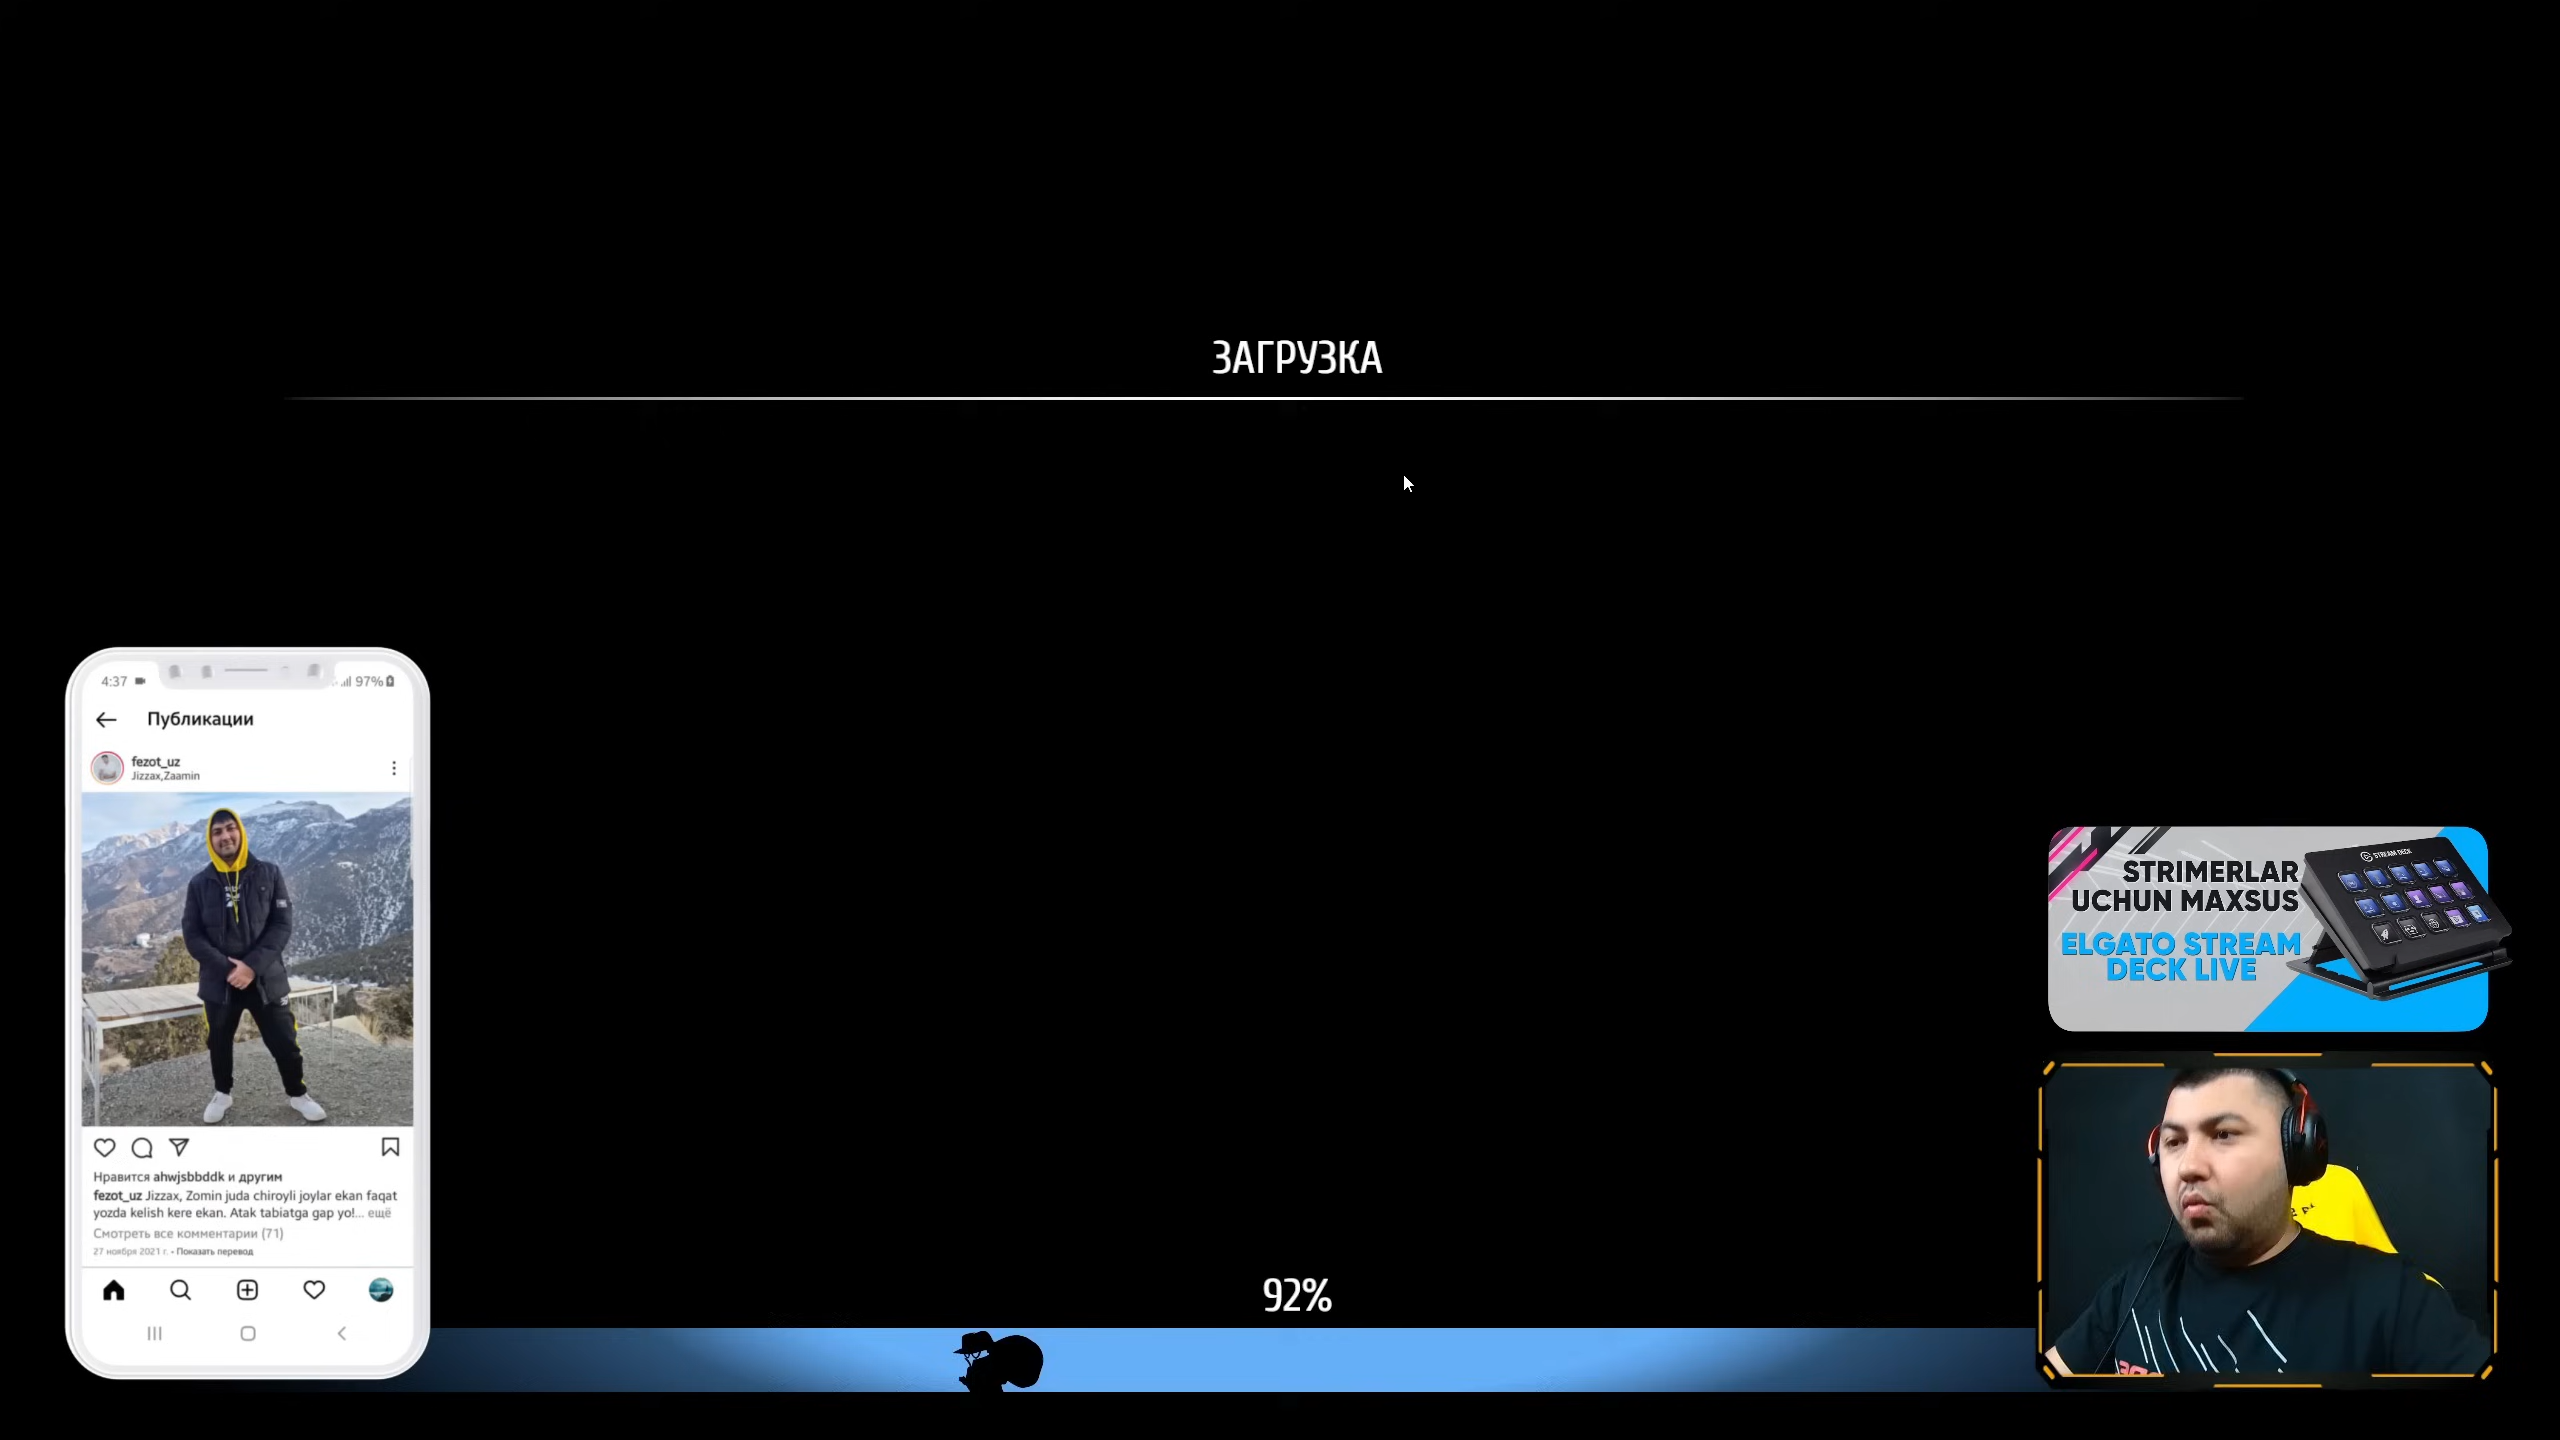 ЗАГРУЗКА
4:37
97%
Публикации
fezot_uz
Jizzax,Zaamin
Нравится ahwjsbbddk и другим
fezot_uz Jizzax, Zomin juda chiroyli joylar ekan faqat
yozda kelish kere ekan. Atak tabiatga gap yo!... ещё
Смотреть все комментарии (71)
27 ноября 2021 г. • Показать перевод
STREAM DECK
STRIMERLAR
UCHUN MAXSUS
ELGATO STREAM
DECK LIVE
92%